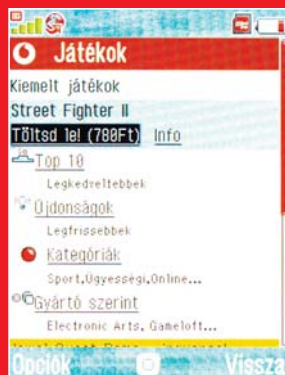 Játékok
Kiemelt játékok
Street Fighter II
Töltsd le! (780Ft) Info
Top 10
Legkedveltebbek
Újdonságok
Legfrissebbek
Kategóriák
Sport,Ügyességi,Online...
Gyártó szerint
Electronic Arts, Gameloft...
Opciók Vissza